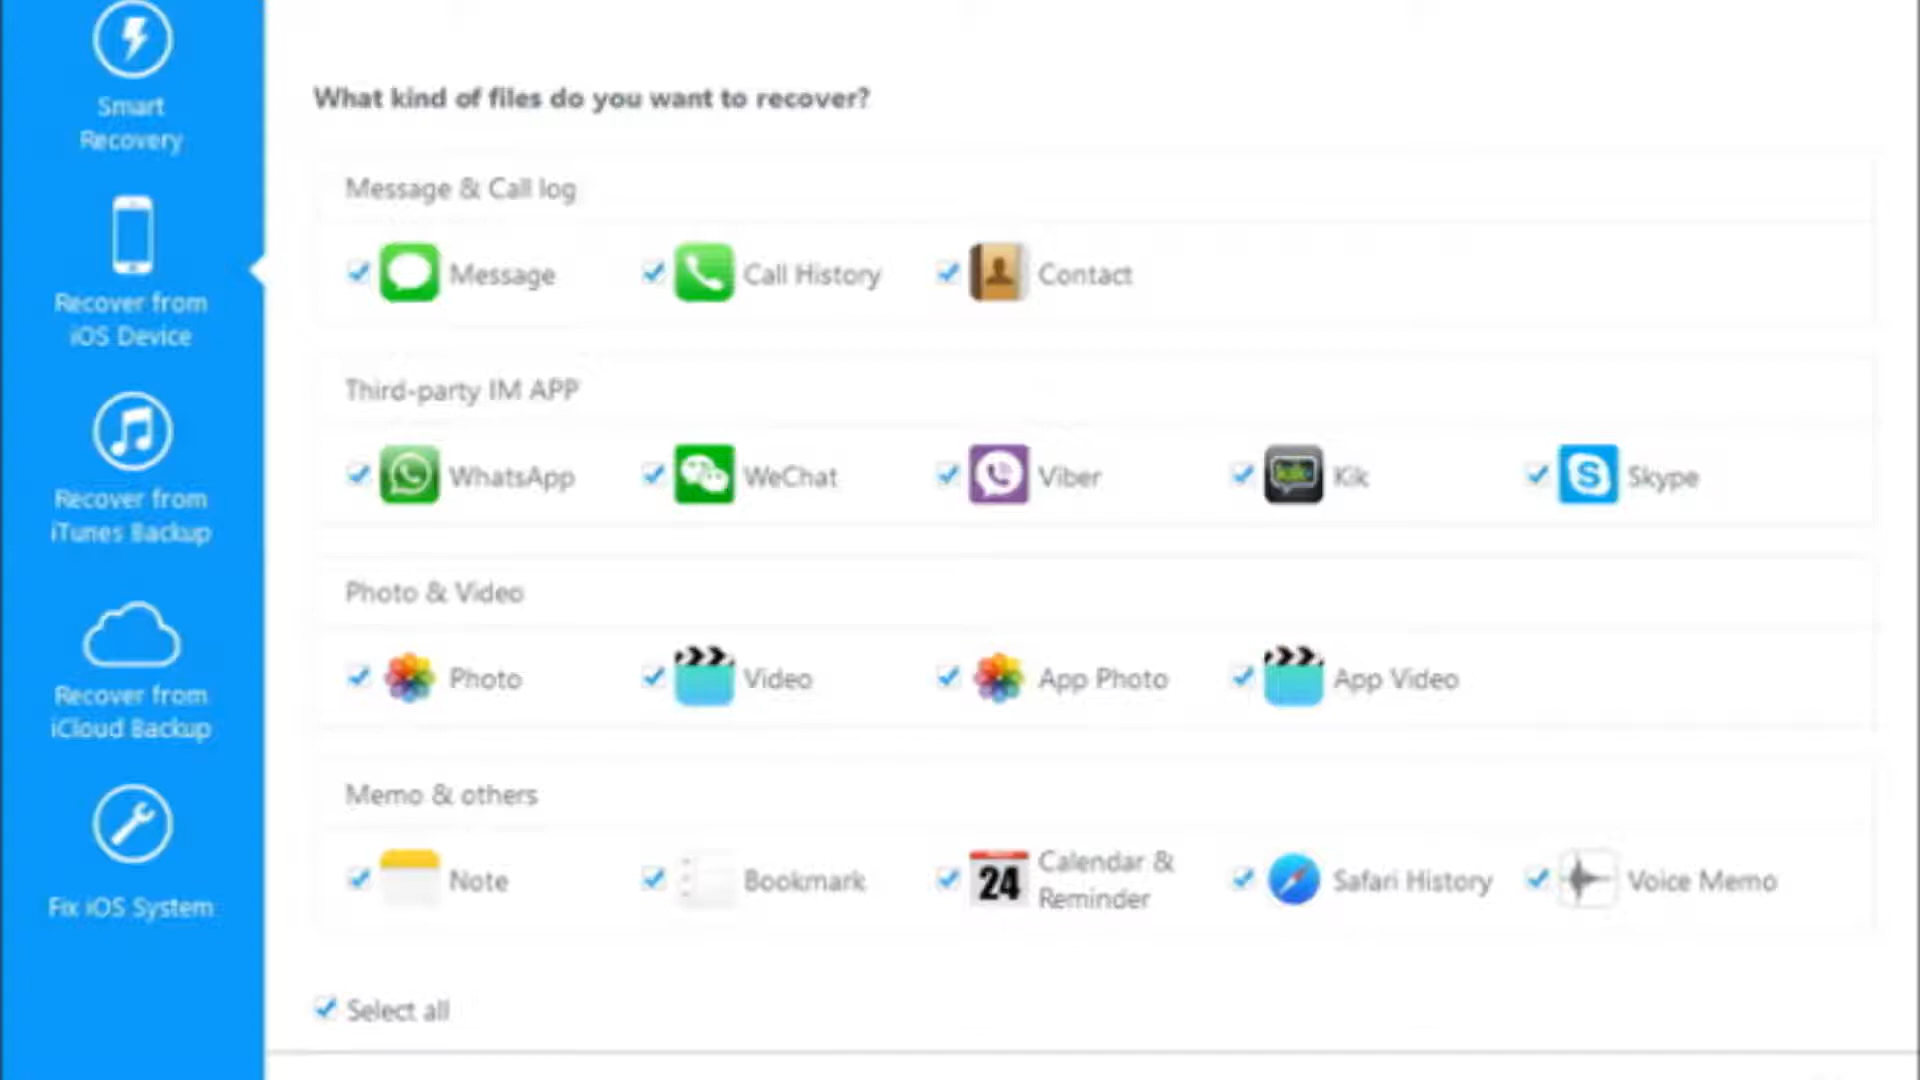 Smart
Recovery
Recover from
iOS Device
Recover from
iTunes Backup
Recover from
iCloud Backup
Fix iOS System
What kind of files do you want to recover?
Message & Call log
Message
Call History
Contact
Third-party IM APP
WhatsApp
WeChat
Viber
kik
Kik
S
Skype
Photo & Video
Photo
Video
App Photo
App Video
Memo & others
Note
Bookmark
24
Calendar &
Reminder
Safari History
Voice Memo
Select all